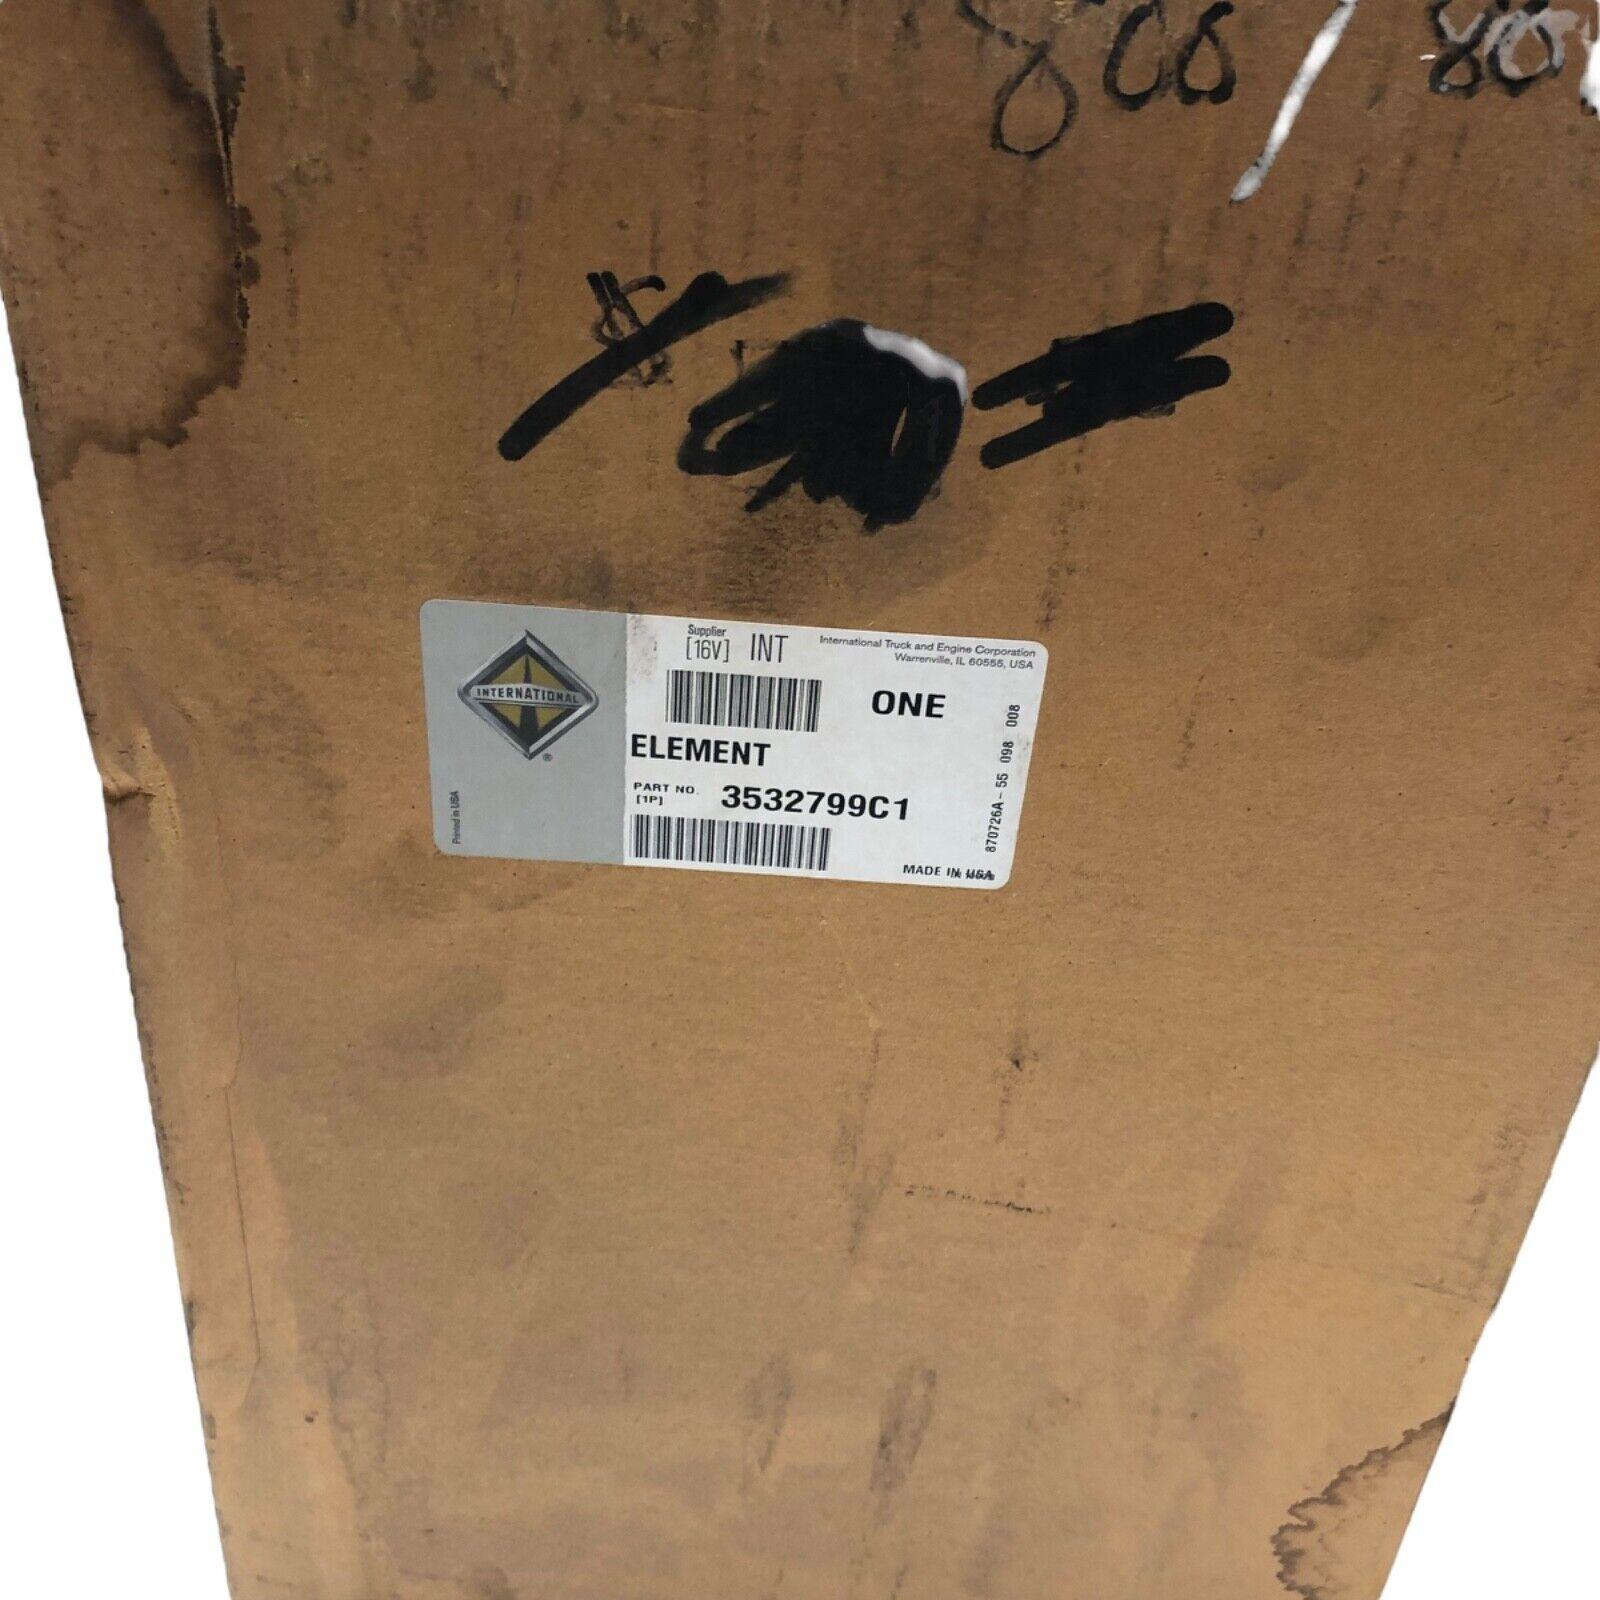 Supplier
[16V] INT
International Truck and Engine Corporation
Warrenville, IL 60555, USA
INTERNATIONAL
®
ONE
ELEMENT
PART NO.
[1P]
3532799C1
MADE IN USA
870726A-55 098 008
Printed in USA